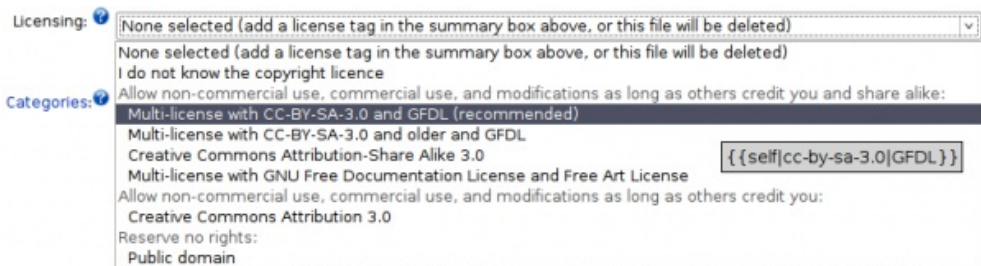 Licensing: ? None selected (add a license tag in the summary box above, or this file will be deleted)
None selected (add a license tag in the summary box above, or this file will be deleted)
I do not know the copyright licence
Categories: ? Allow non-commercial use, commercial use, and modifications as long as others credit you and share alike:
Multi-license with CC-BY-SA-3.0 and GFDL (recommended)
Multi-license with CC-BY-SA-3.0 and older and GFDL
Creative Commons Attribution-Share Alike 3.0
{{self|cc-by-sa-3.0|GFDL}}
Multi-license with GNU Free Documentation License and Free Art License
Allow non-commercial use, commercial use, and modifications as long as others credit you:
Creative Commons Attribution 3.0
Reserve no rights:
Public domain